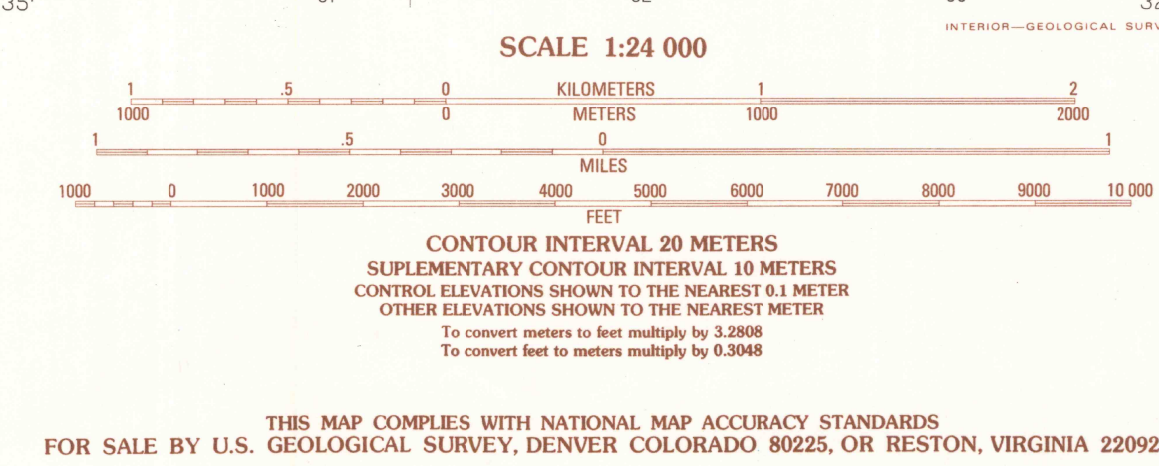 35'
INTERIOR—GEOLOGICAL SURV
SCALE 1:24 000
1 .5 0 KILOMETERS 1 2
1000 0 METERS 1000 2000
1 .5 0 1
MILES
1000 0 1000 2000 3000 4000 5000 6000 7000 8000 9000 10 000
FEET
CONTOUR INTERVAL 20 METERS
SUPLEMENTARY CONTOUR INTERVAL 10 METERS
CONTROL ELEVATIONS SHOWN TO THE NEAREST 0.1 METER
OTHER ELEVATIONS SHOWN TO THE NEAREST METER
To convert meters to feet multiply by 3.2808
To convert feet to meters multiply by 0.3048
THIS MAP COMPLIES WITH NATIONAL MAP ACCURACY STANDARDS
FOR SALE BY U.S. GEOLOGICAL SURVEY, DENVER COLORADO 80225, OR RESTON, VIRGINIA 22092